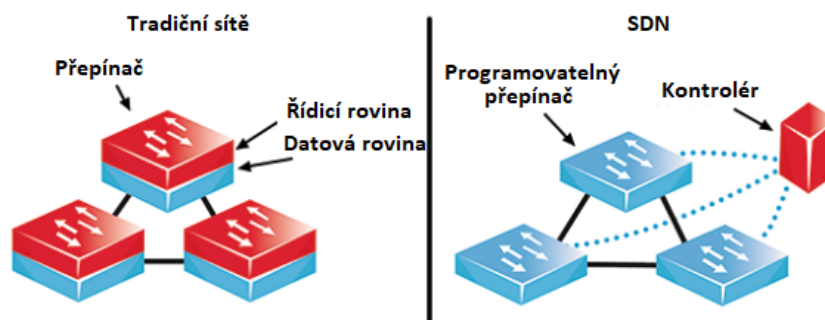 Tradiční sítě
Přepínač
Řídicí rovina
Datová rovina
SDN
Programovatelný
přepínač
Kontrolér